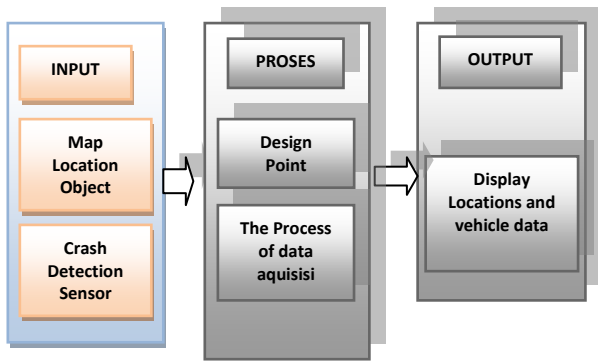 INPUT
Map
Location
Object
Crash
Detection
Sensor
PROSES
Design
Point
The Process
of data
aquisisi
OUTPUT
Display
Locations and
vehicle data